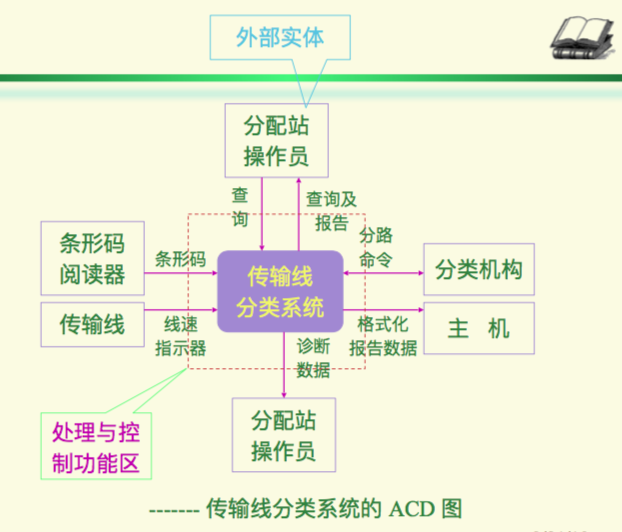 外部实体
分配站
操作员
查
询
查询及
报告
条形码
阅读器
条形码
分路
命令
传输线
分类系统
分类机构
传输线
线速
指示器
格式化
报告数据
主 机
诊断
数据
处理与控
制功能区
分配站
操作员
------- 传输线分类系统的 ACD 图